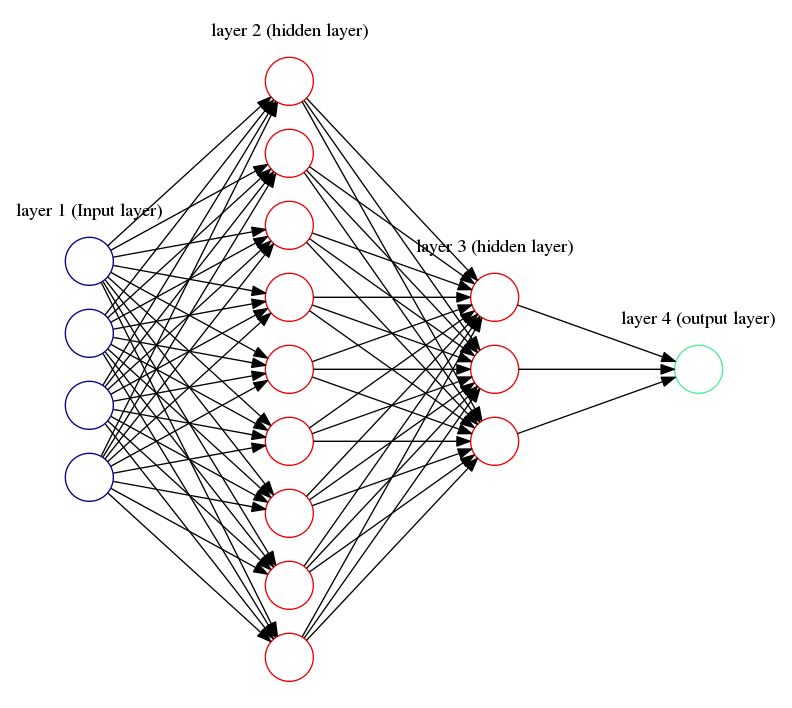 layer 2 (hidden layer)
layer 1 (Input layer)
layer 3 (hidden layer)
layer 4 (output layer)